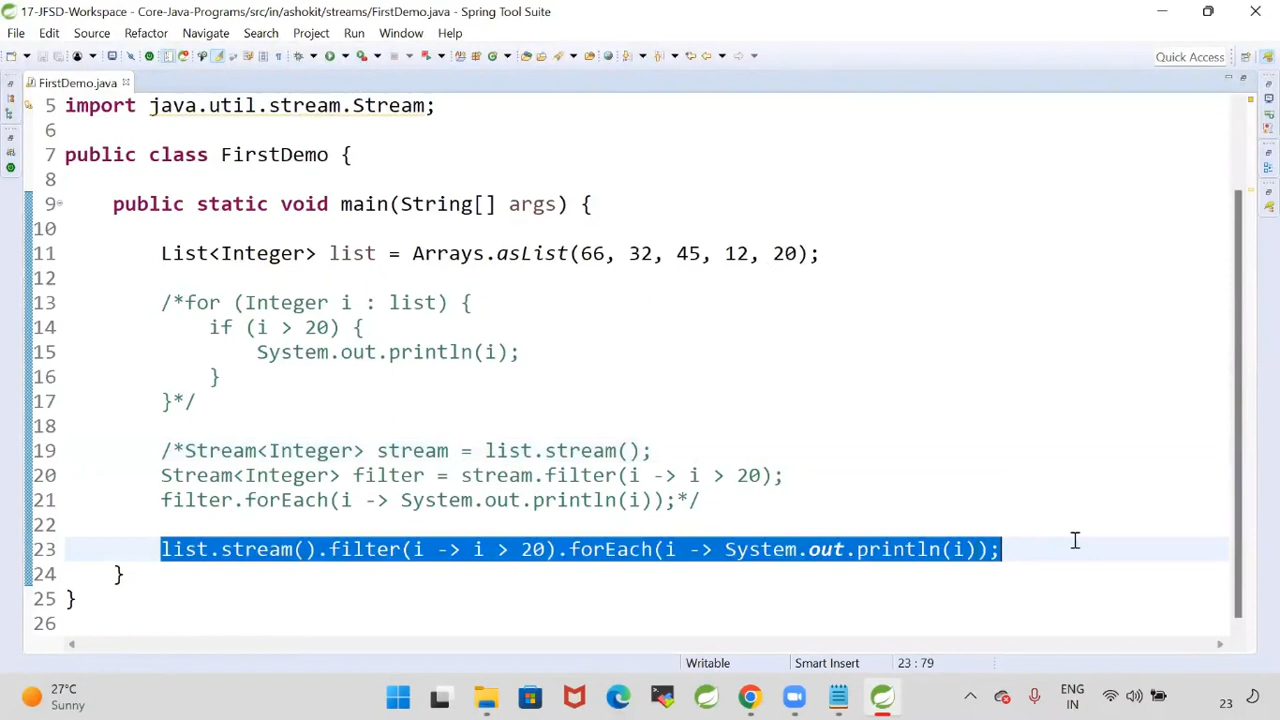 17-JFSD-Workspace - Core-Java-Programs/src/in/ashokit/streams/FirstDemo.java - Spring Tool Suite
File Edit Source Refactor Navigate Search Project Run Window Help
Quick Access
FirstDemo.java
5 import java.util.stream.Stream;
6
7 public class FirstDemo {
8
9 public static void main(String[] args) {
10
11 List<Integer> list = Arrays.asList(66, 32, 45, 12, 20);
12
13 /*for (Integer i : list) {
14 if (i > 20) {
15 System.out.println(i);
16 }
17 }*/
18
19 /*Stream<Integer> stream = list.stream();
20 Stream<Integer> filter = stream.filter(i -> i > 20);
21 filter.forEach(i -> System.out.println(i));*/
22
23 list.stream().filter(i -> i > 20).forEach(i -> System.out.println(i));
24 }
25 }
26
Writable Smart Insert 23 : 79
27°C
Sunny
ENG
IN
23